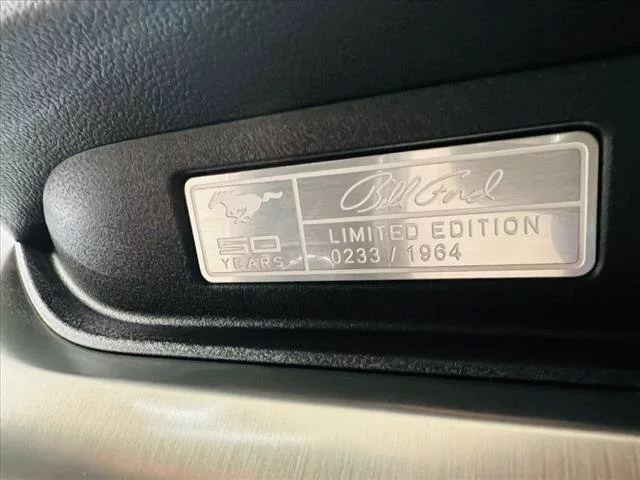 50
YEARS
Bill Ford
LIMITED EDITION
0233 / 1964